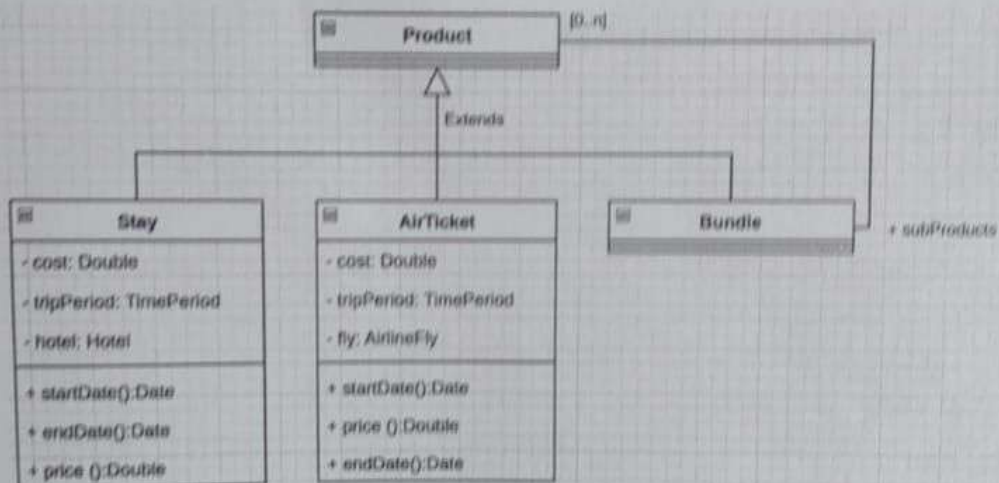 Product
[0..n]
Extends
Stay
- cost: Double
- tripPeriod: TimePeriod
- hotel: Hotel
+ startDate():Date
+ endDate():Date
+ price ():Double
AirTicket
- cost: Double
- tripPeriod: TimePeriod
- fly: AirlineFly
+ startDate():Date
+ price ():Double
+ endDate():Date
Bundle
+ subProducts